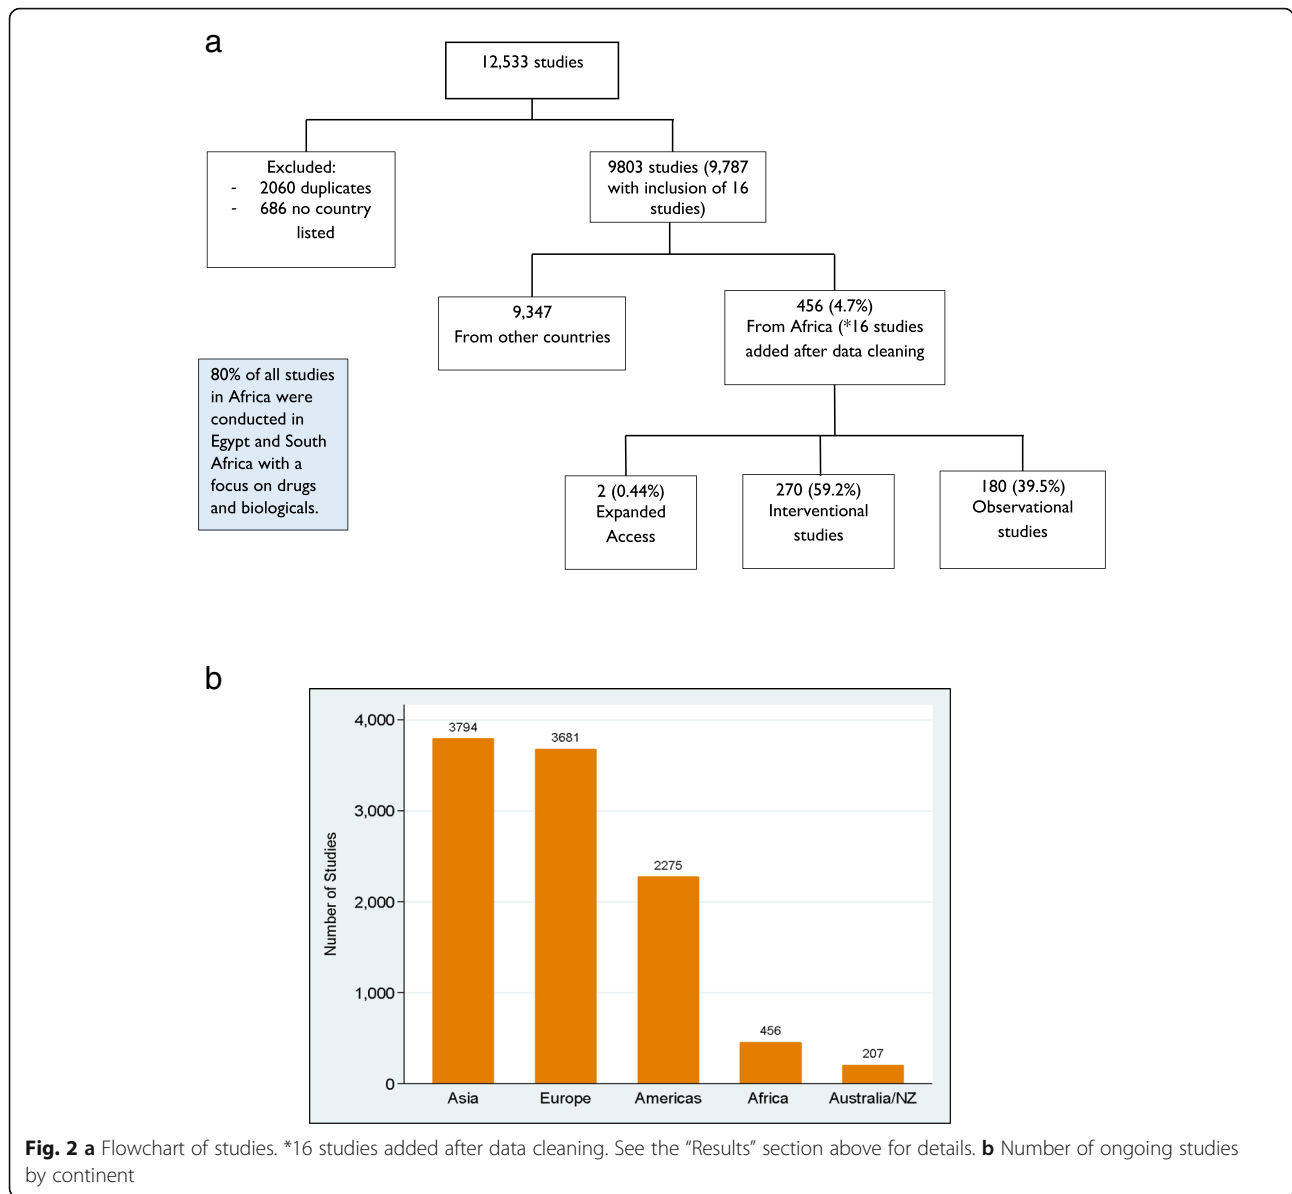 a
12,533 studies
Excluded:
- 2060 duplicates
- 686 no country
listed
9803 studies (9,787
with inclusion of 16
studies)
9,347
From other countries
456 (4.7%)
From Africa (*16 studies
added after data cleaning
80% of all studies
in Africa were
conducted in
Egypt and South
Africa with a
focus on drugs
and biologicals.
2 (0.44%)
Expanded
Access
270 (59.2%)
Interventional
studies
180 (39.5%)
Observational
studies
b
Number of Studies
4,000
3,000
2,000
1,000
0
3794
3681
2275
456
207
Asia
Europe
Americas
Africa
Australia/NZ
Fig. 2 a Flowchart of studies. *16 studies added after data cleaning. See the “Results” section above for details. b Number of ongoing studies
by continent